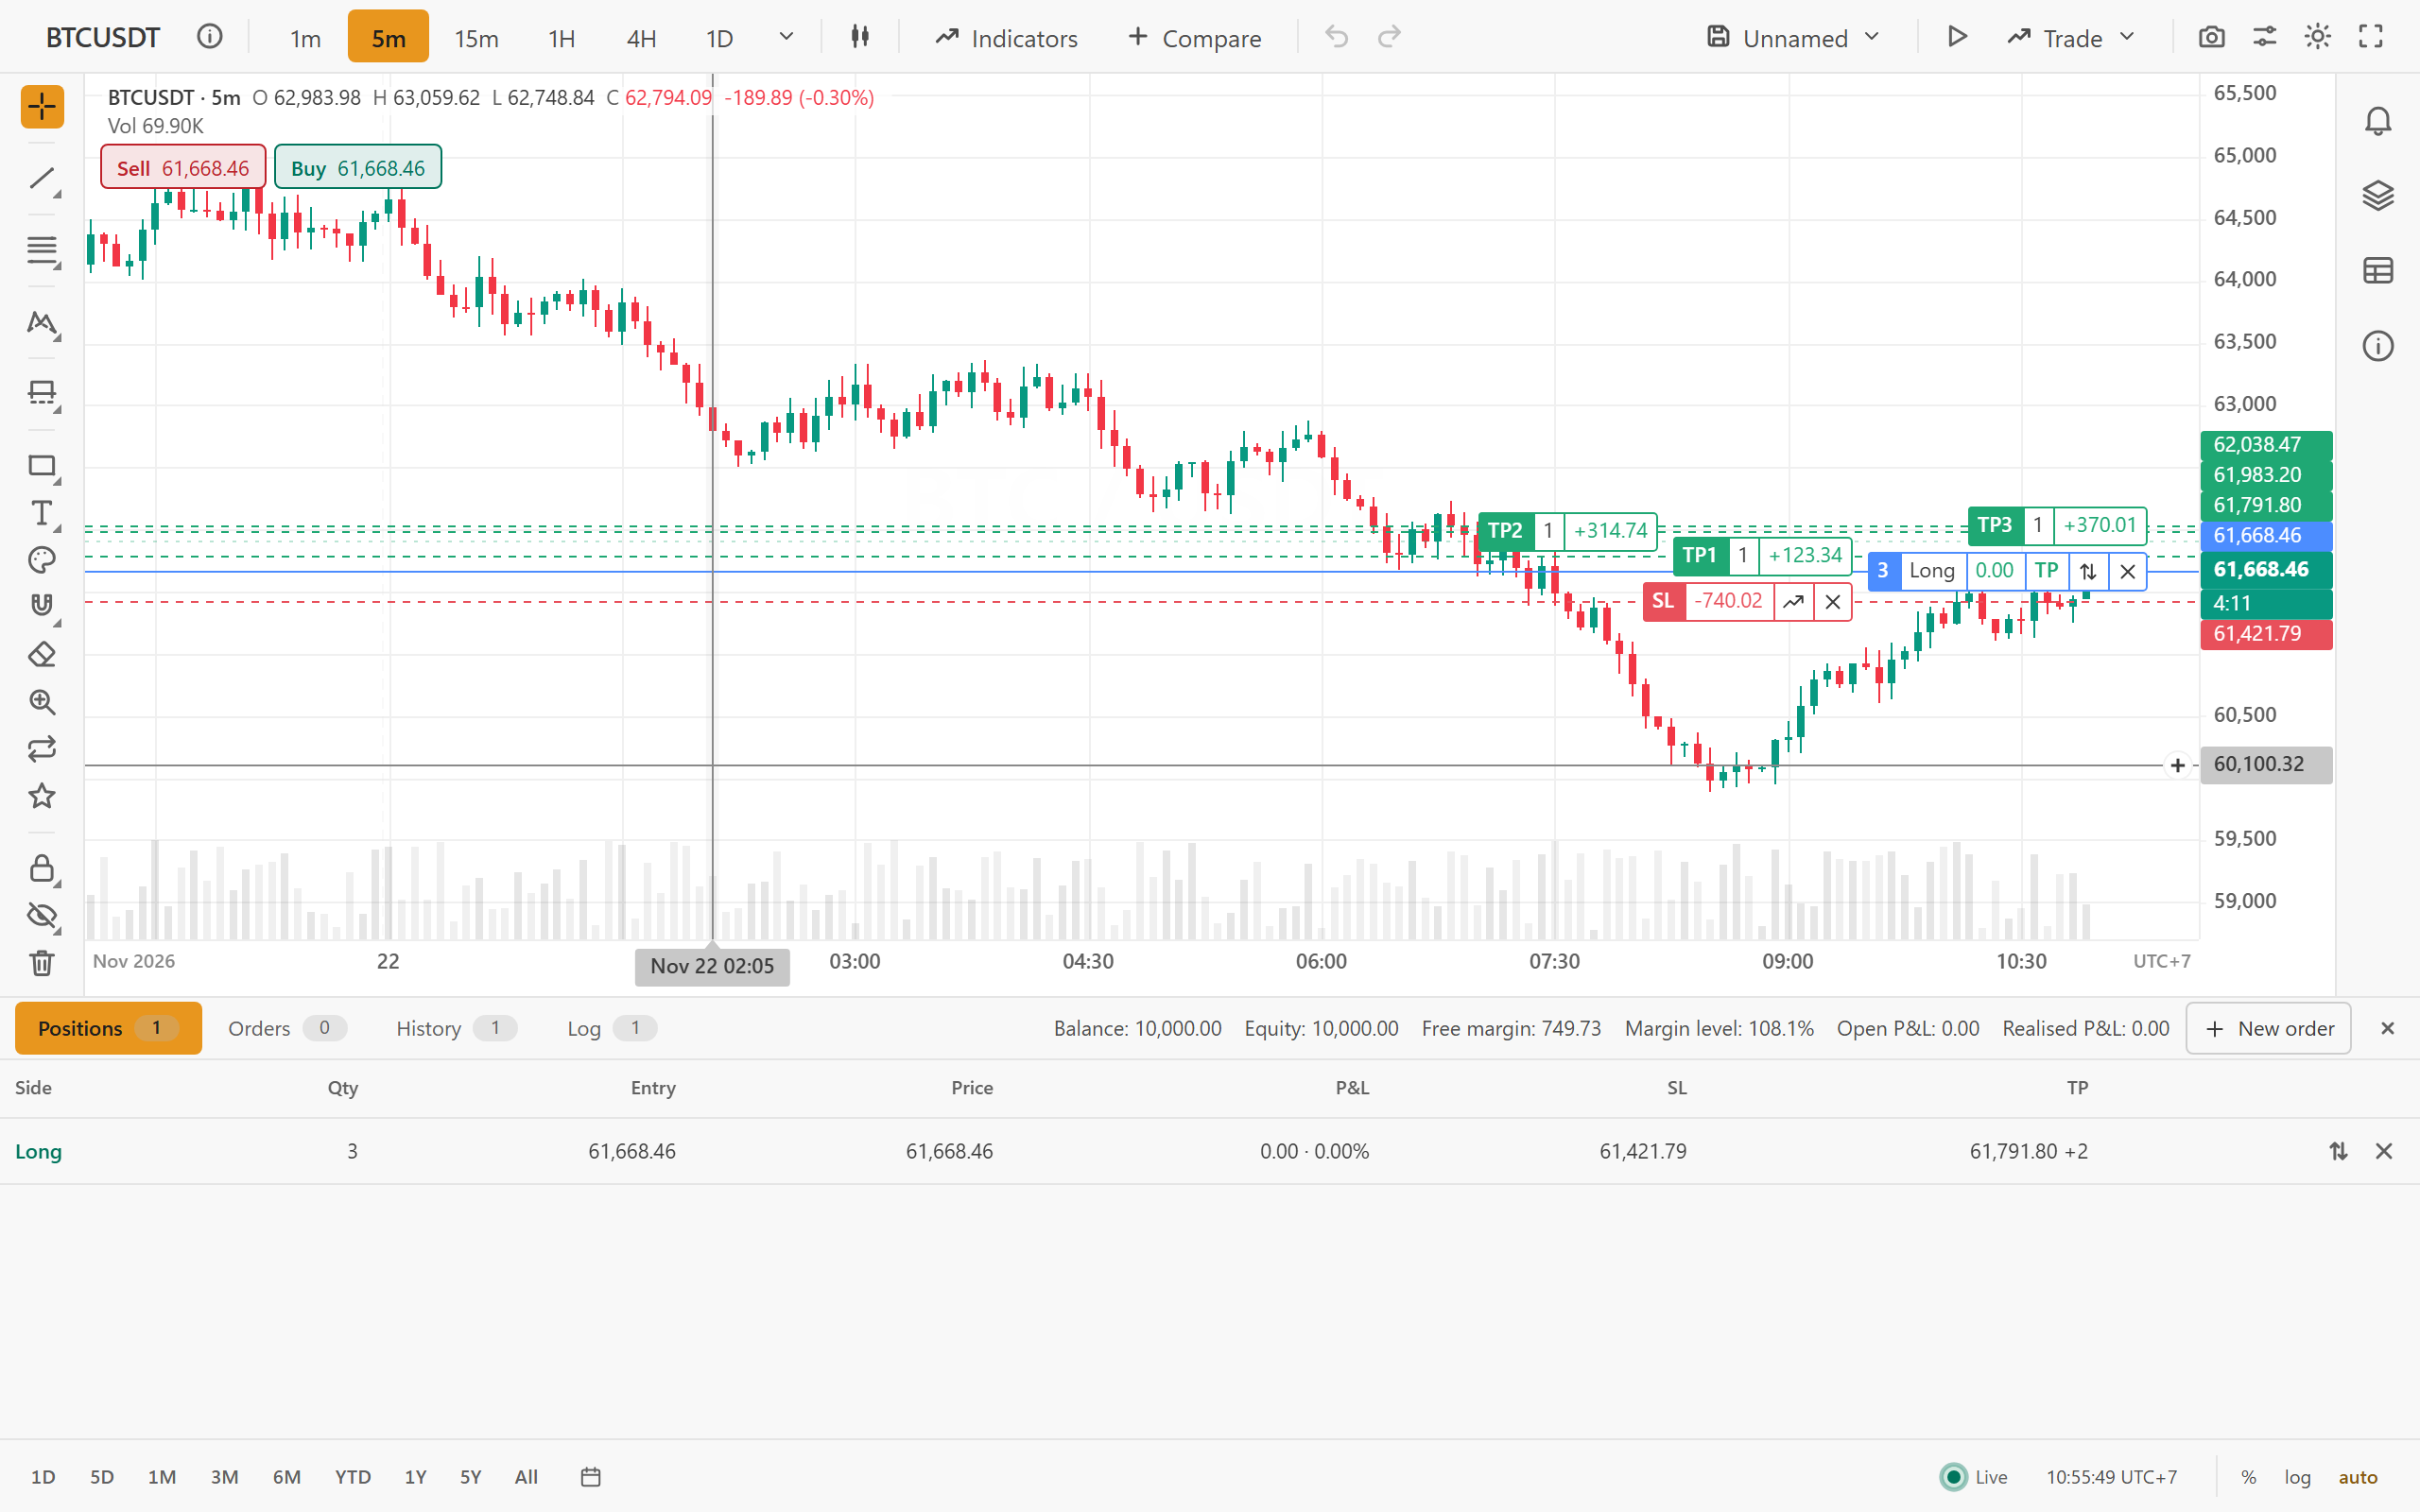 BTCUSDT 1m 5m 15m 1H 4H 1D Indicators Compare Unnamed Trade
BTCUSDT · 5m O 62,983.98 H 63,059.62 L 62,748.84 C 62,794.09 -189.89 (-0.30%)
Vol 69.90K
Sell 61,668.46 Buy 61,668.46
65,500
65,000
64,500
64,000
63,500
63,000
62,038.47
61,983.20
61,791.80
61,668.46
61,668.46
4:11
61,421.79
60,500
60,100.32
59,500
59,000
TP3 1 +370.01
TP2 1 +314.74
TP1 1 +123.34
3 Long 0.00 TP
SL -740.02
Nov 2026 22 Nov 22 02:05 03:00 04:30 06:00 07:30 09:00 10:30 UTC+7
Positions 1 Orders 0 History 1 Log 1 Balance: 10,000.00 Equity: 10,000.00 Free margin: 749.73 Margin level: 108.1% Open P&L: 0.00 Realised P&L: 0.00 New order
Side Qty Entry Price P&L SL TP
Long 3 61,668.46 61,668.46 0.00 · 0.00% 61,421.79 61,791.80 +2
1D 5D 1M 3M 6M YTD 1Y 5Y All Live 10:55:49 UTC+7 % log auto